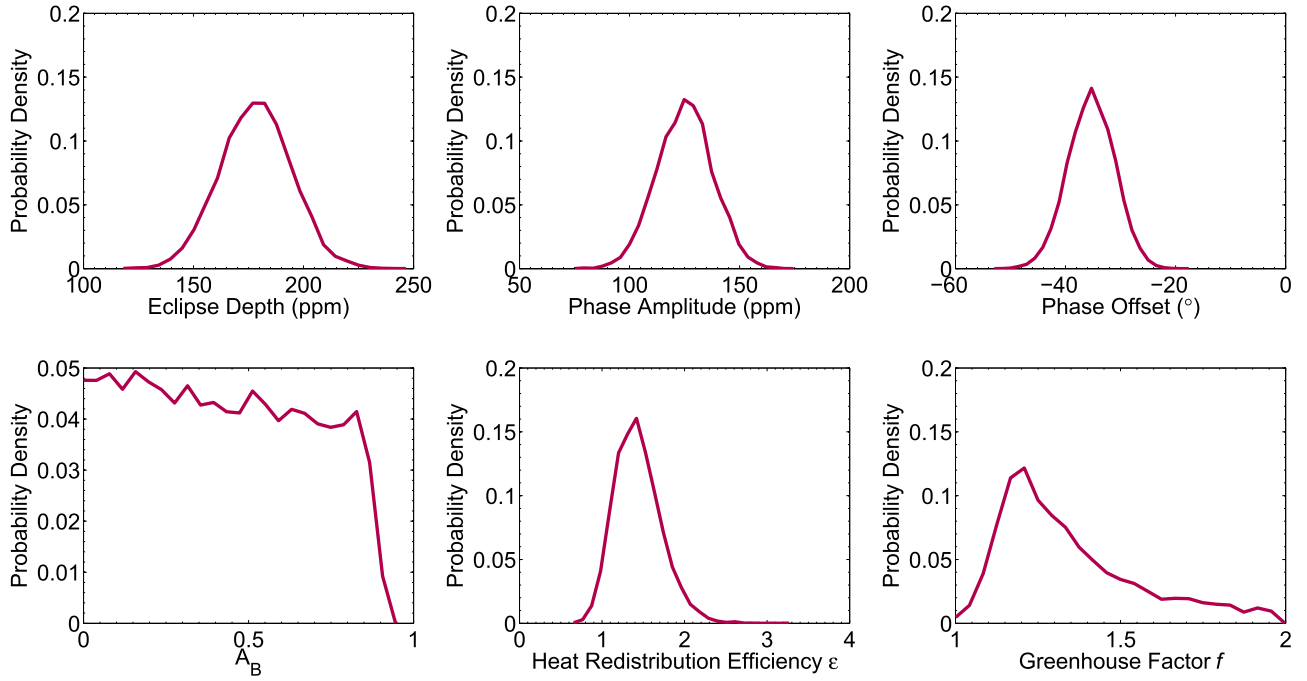 0.2
0.15
0.1
0.05
0
100 150 200 250
Probability Density
Eclipse Depth (ppm)
0.2
0.15
0.1
0.05
0
50 100 150 200
Probability Density
Phase Amplitude (ppm)
0.2
0.15
0.1
0.05
0
−60 −40 −20 0
Probability Density
Phase Offset (°)
0.05
0.04
0.03
0.02
0.01
0
0 0.5 1
Probability Density
A_B
0.2
0.15
0.1
0.05
0
0 1 2 3 4
Probability Density
Heat Redistribution Efficiency ε
0.2
0.15
0.1
0.05
0
1 1.5 2
Probability Density
Greenhouse Factor f